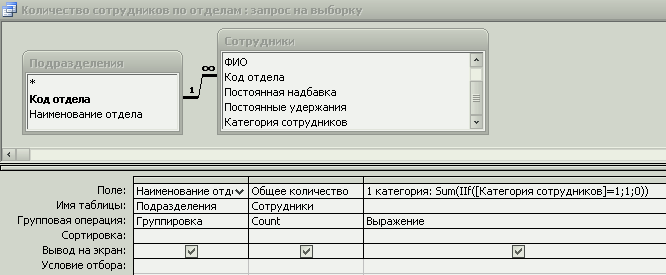 Количество сотрудников по отделам : запрос на выборку
Подразделения
*
Код отдела
Наименование отдела
1
∞
Сотрудники
ФИО
Код отдела
Постоянная надбавка
Постоянные удержания
Категория сотрудников
Поле: Наименование отде Общее количество 1 категория: Sum(IIf([Категория сотрудников]=1;1;0))
Имя таблицы: Подразделения Сотрудники
Групповая операция: Группировка Count Выражение
Сортировка:
Вывод на экран:
Условие отбора: